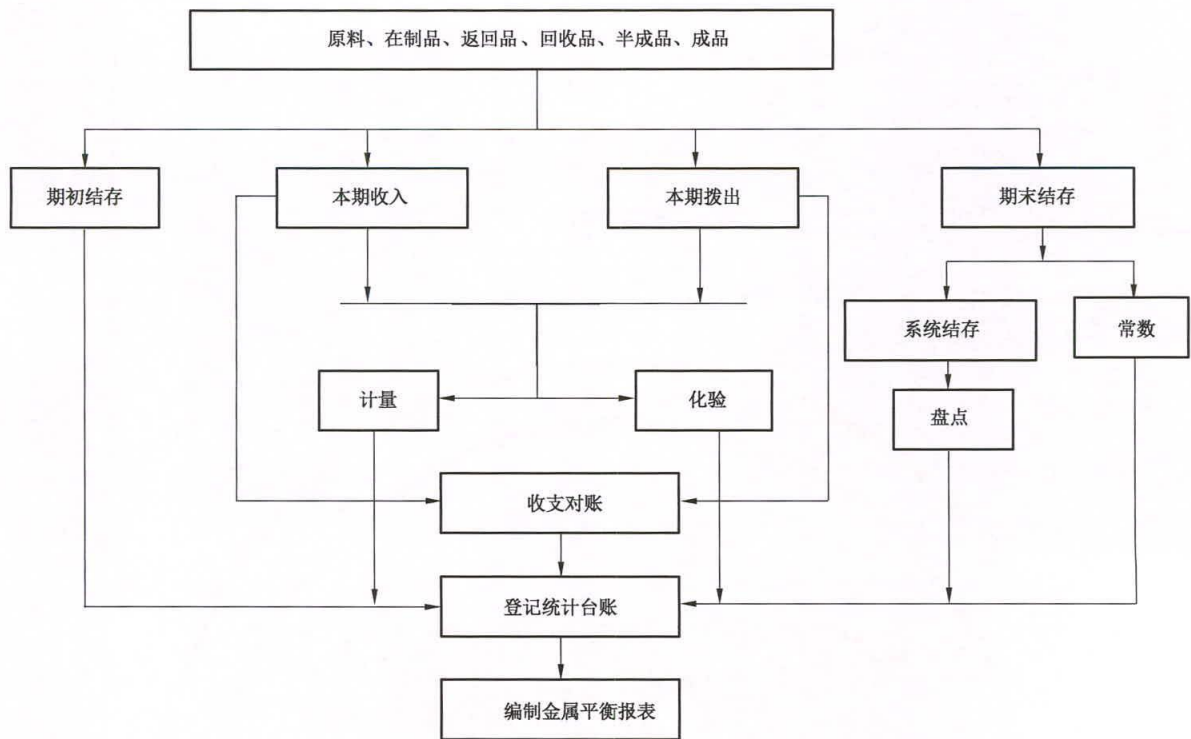 原料、在制品、返回品、回收品、半成品、成品
期初结存
本期收入
本期拨出
期末结存
系统结存
常数
计量
化验
盘点
收支对账
登记统计台账
编制金属平衡报表